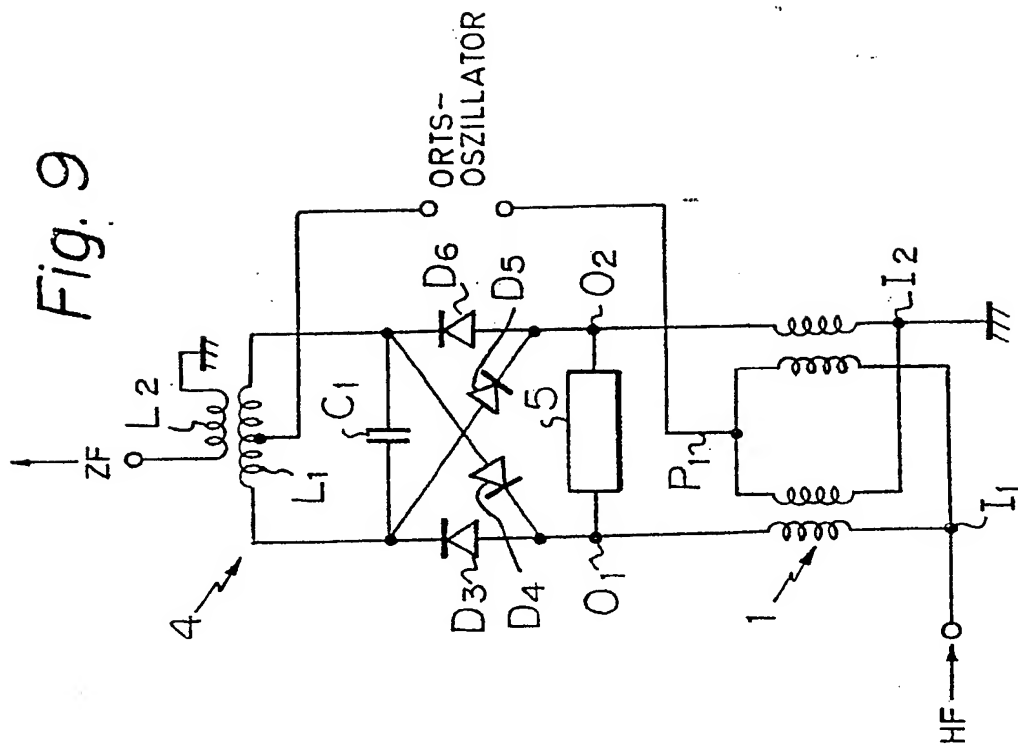 Fig. 9
ZF
L2
4
L1
C1
ORTS-
OSZILLATOR
D3
D6
D4
D5
5
O1
O2
P1
1
I2
I1
HF